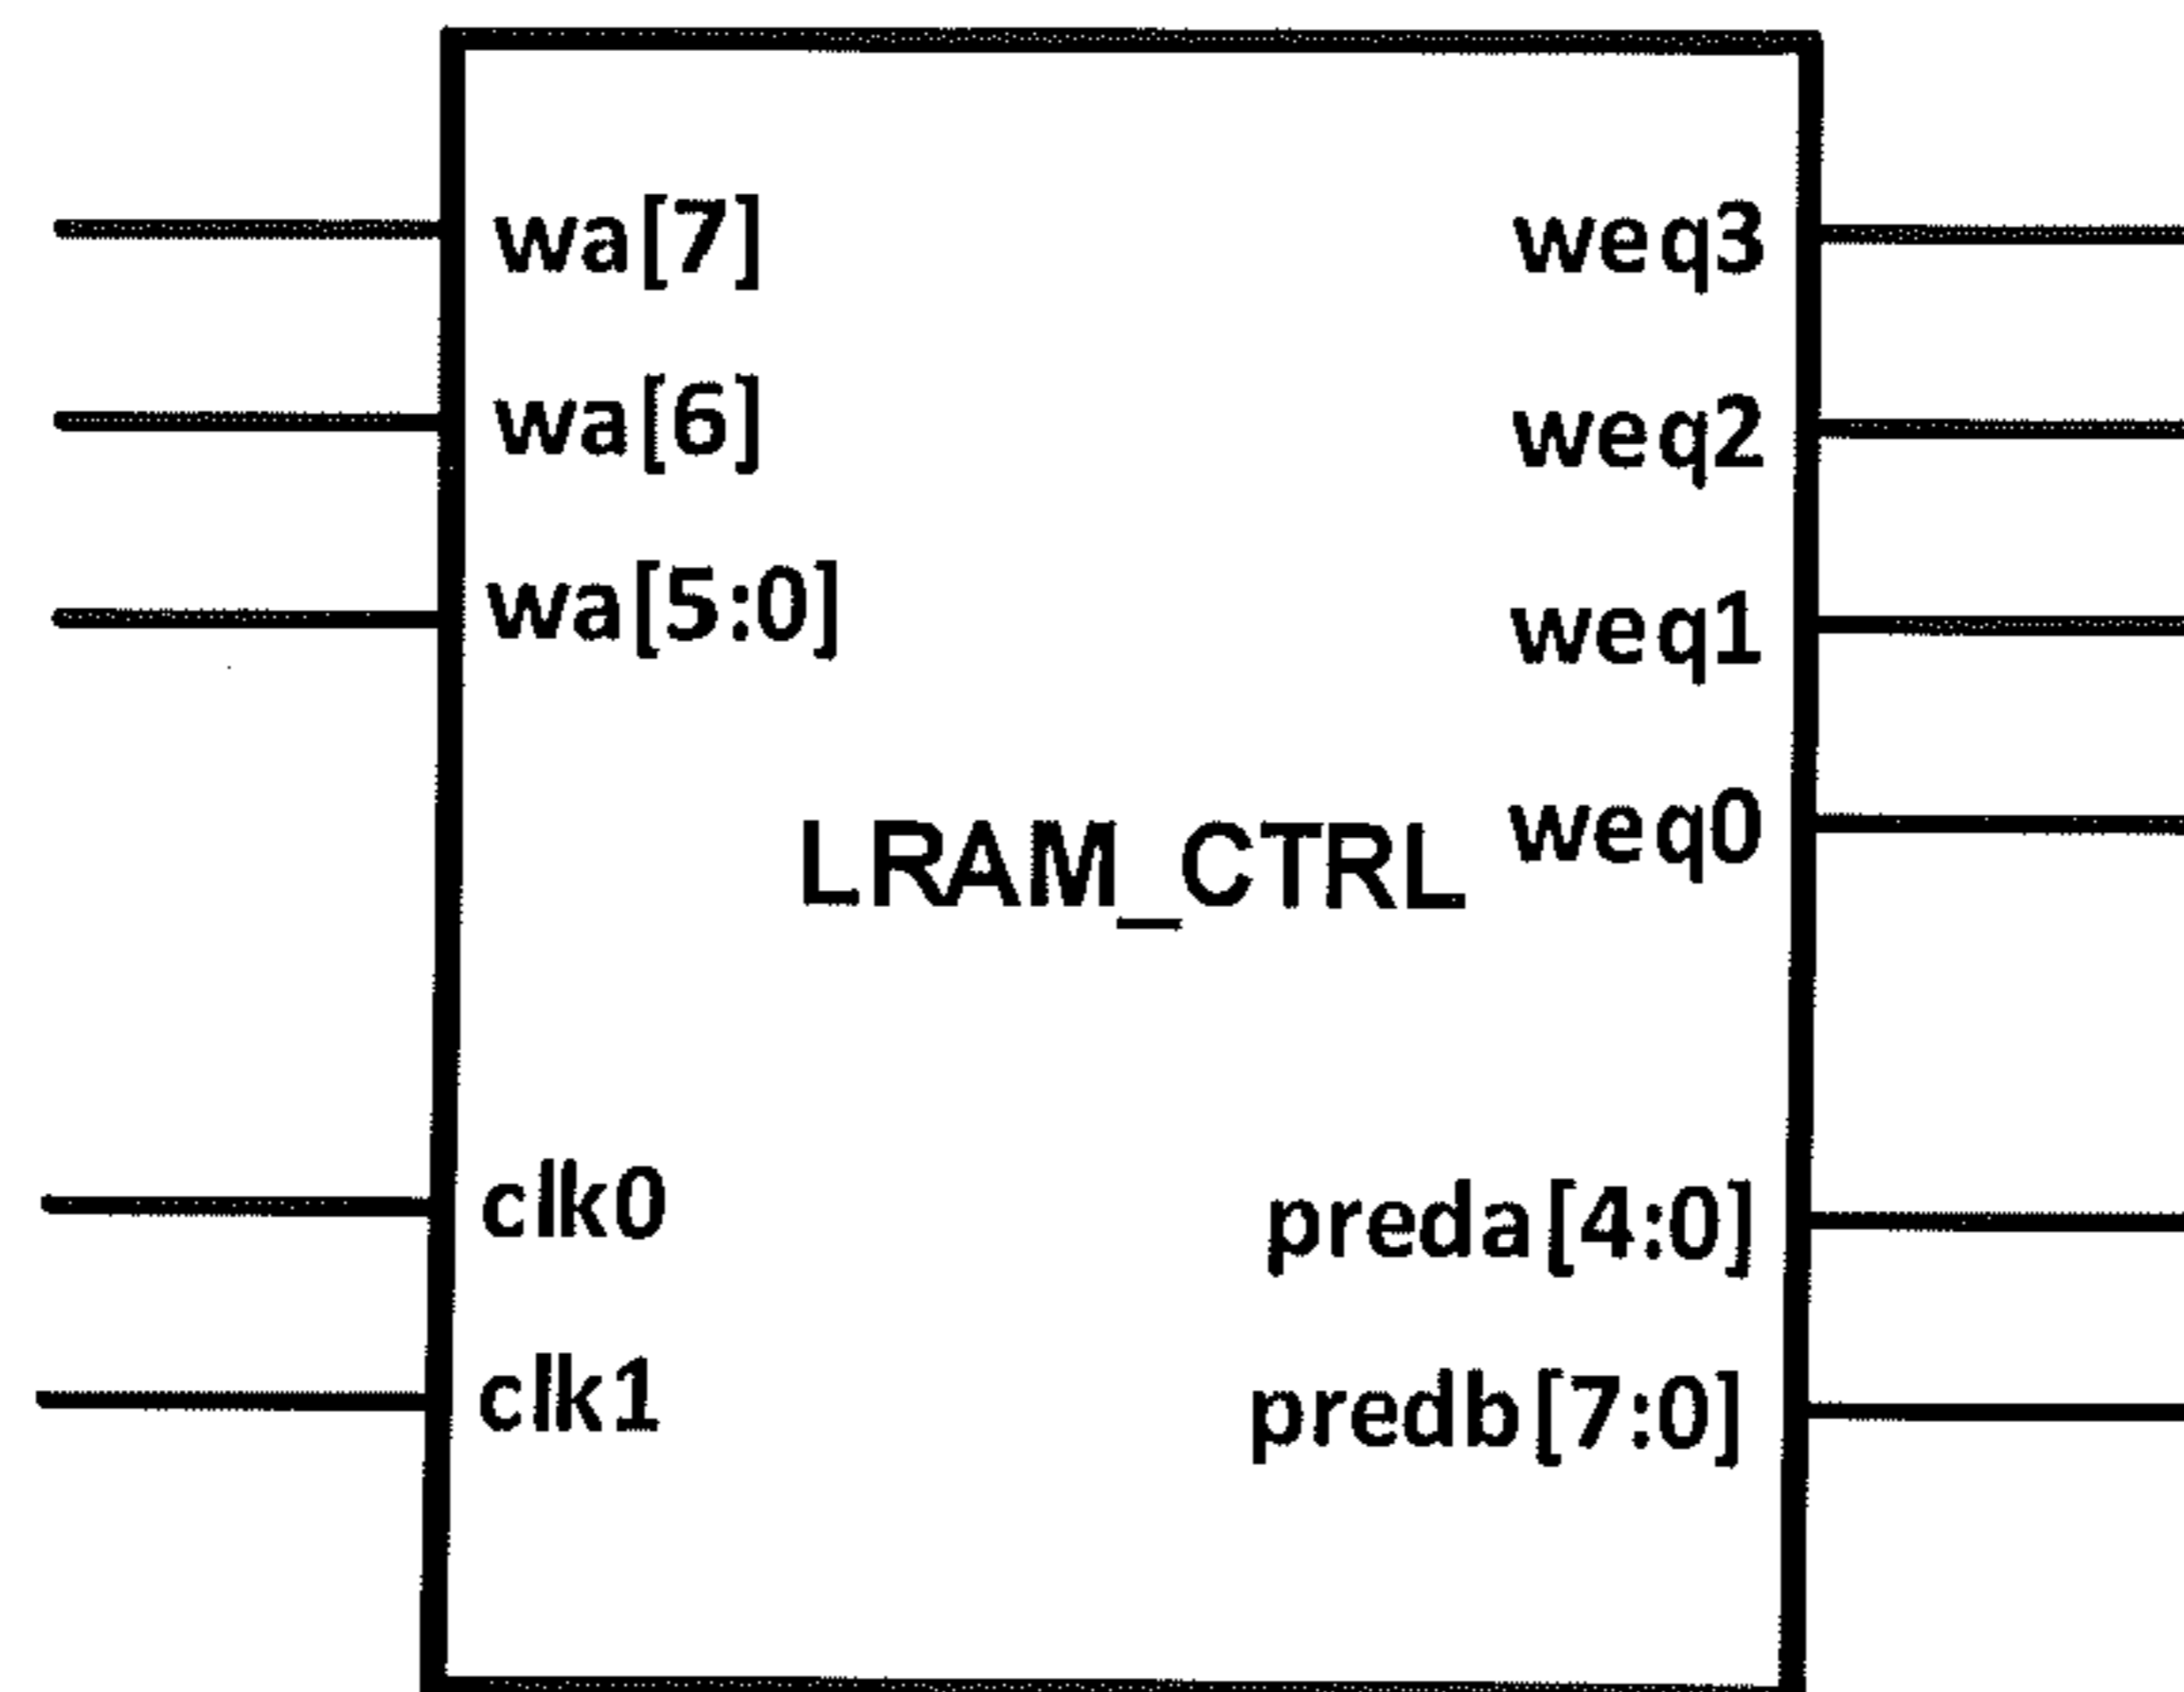 wa[7] weq3
wa[6] weq2
wa[5:0] weq1
LRAM_CTRL weq0
clk0 preda[4:0]
clk1 predb[7:0]